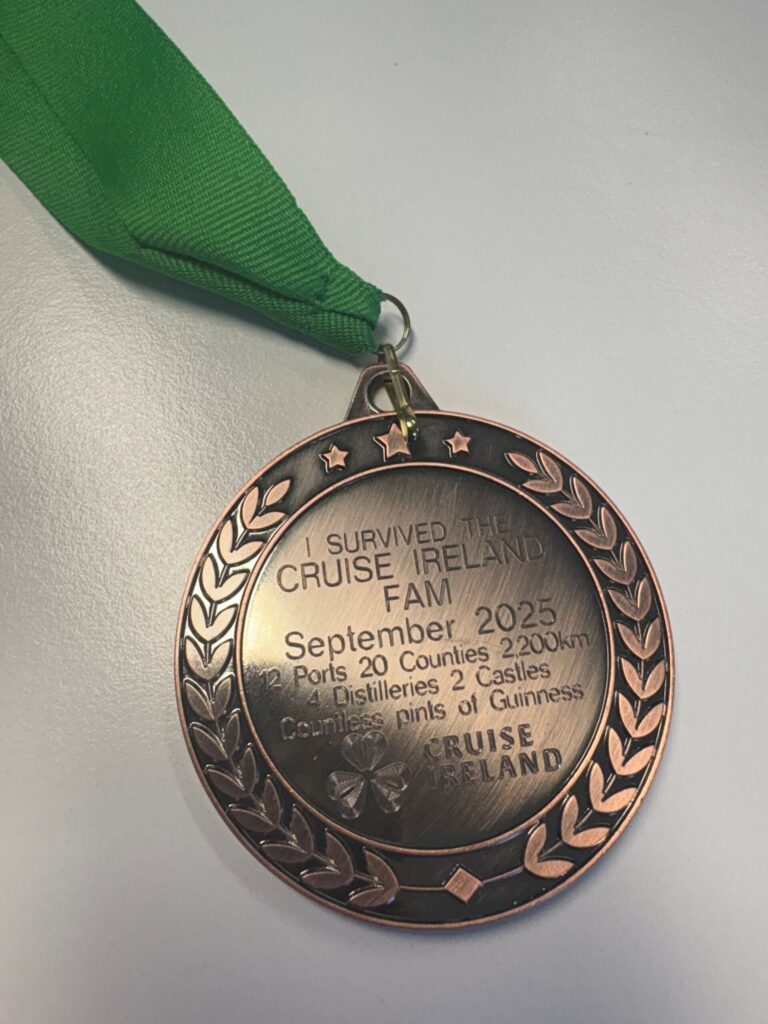 I SURVIVED THE
CRUISE IRELAND
FAM
September 2025
12 Ports 20 Counties 2,200km
4 Distilleries 2 Castles
Countless pints of Guinness
CRUISE
IRELAND